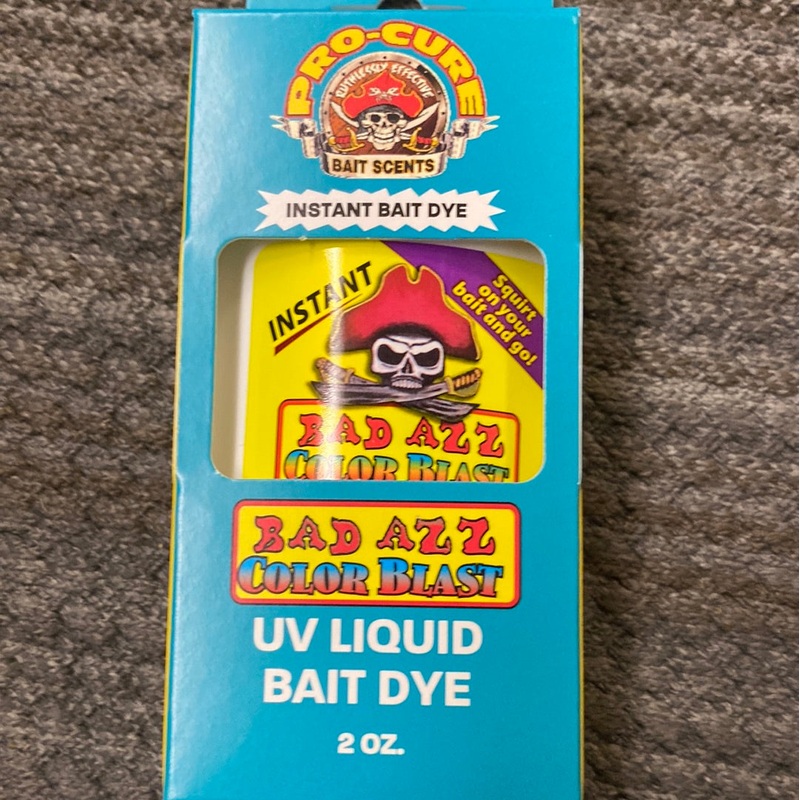 PRO-CURE
RUTHLESSLY EFFECTIVE
BAIT SCENTS
INSTANT BAIT DYE
INSTANT
Squirt
on your
bait and go!
BAD AZZ
COLOR BLAST
BAD AZZ
COLOR BLAST
UV LIQUID
BAIT DYE
2 OZ.